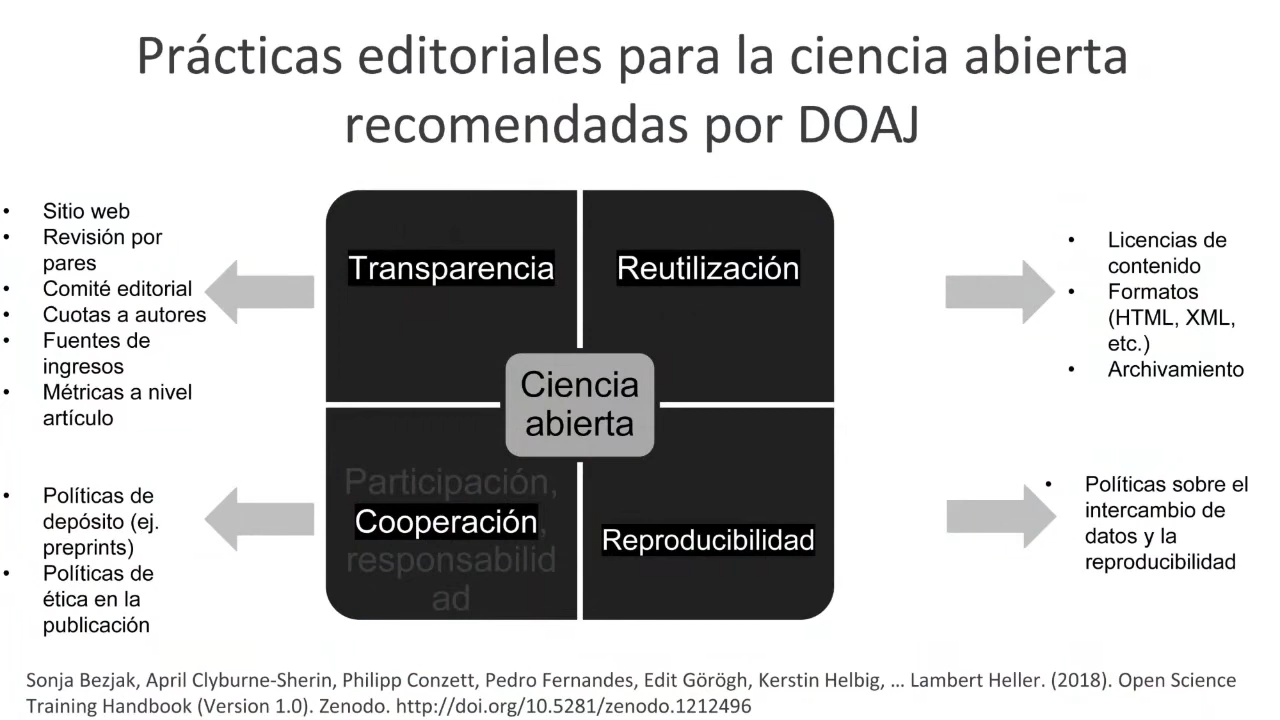 Prácticas editoriales para la ciencia abierta
recomendadas por DOAJ
• Sitio web
• Revisión por
pares
• Comité editorial
• Cuotas a autores
• Fuentes de
ingresos
• Métricas a nivel
artículo
Transparencia
Reutilización
• Licencias de
contenido
• Formatos
(HTML, XML,
etc.)
• Archivamiento
Ciencia
abierta
• Políticas de
depósito (ej.
preprints)
• Políticas de
ética en la
publicación
Participación,
Cooperación,
responsabilid
ad
Reproducibilidad
• Políticas sobre el
intercambio de
datos y la
reproducibilidad
Sonja Bezjak, April Clyburne-Sherin, Philipp Conzett, Pedro Fernandes, Edit Görögh, Kerstin Helbig, ... Lambert Heller. (2018). Open Science
Training Handbook (Version 1.0). Zenodo. http://doi.org/10.5281/zenodo.1212496